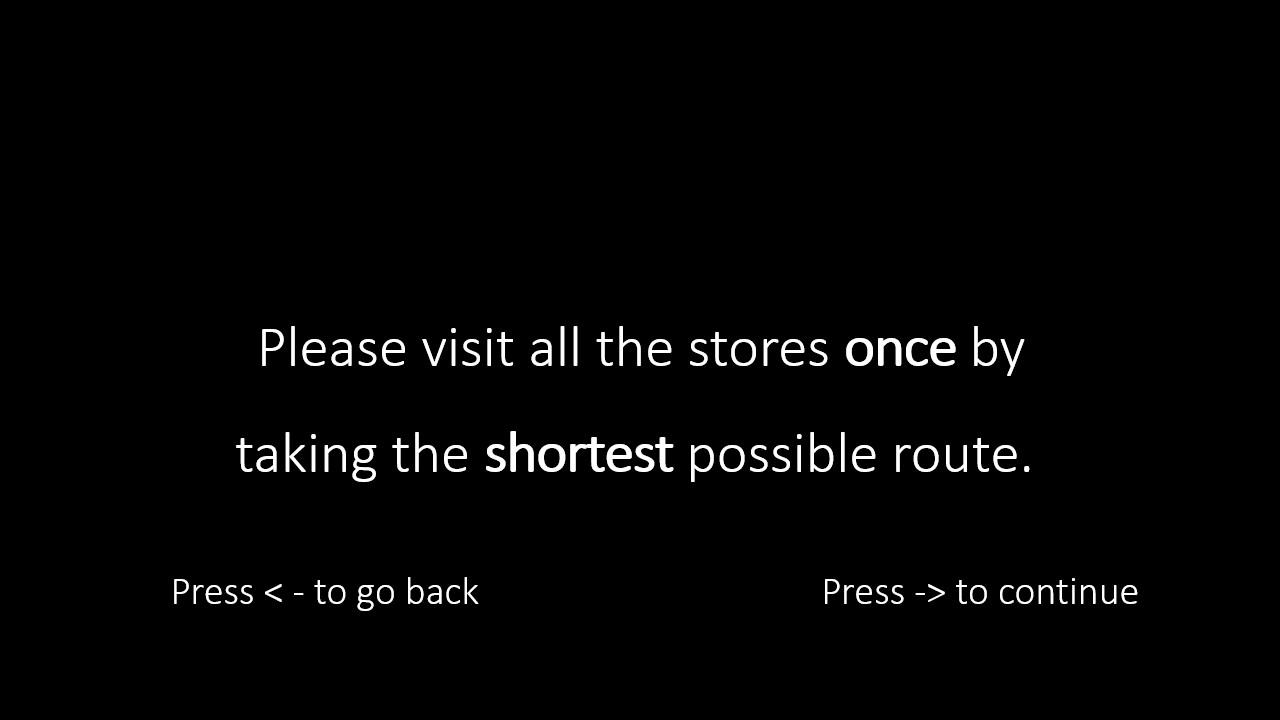 Please visit all the stores once by
taking the shortest possible route.
Press < - to go back
Press -> to continue